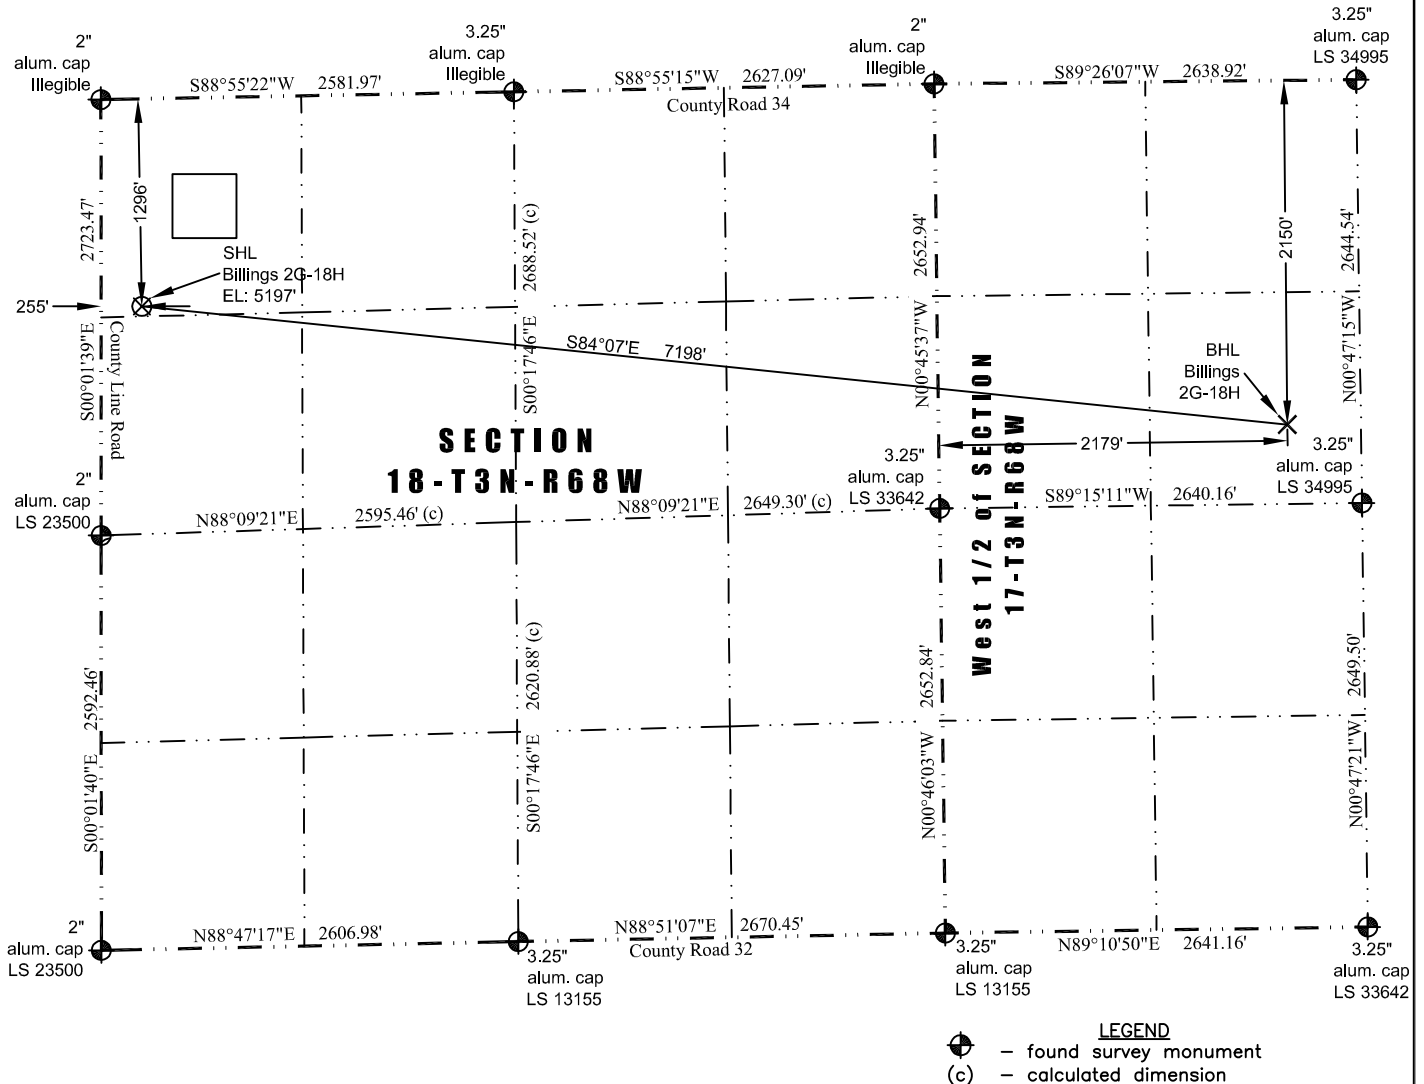 2"
alum. cap
Illegible
3.25"
alum. cap
Illegible
2"
alum. cap
Illegible
3.25"
alum. cap
LS 34995
S88°55'22"W 2581.97'
S88°55'15"W 2627.09'
S89°26'07"W 2638.92'
County Road 34
1296'
2723.47'
S00°01'39"E
County Line Road
255'
SHL
Billings 2G-18H
EL: 5197'
2688.52' (c)
S00°17'46"E
2652.94'
N00°45'37"W
2150'
2644.54'
N00°47'15"W
S84°07'E 7198'
BHL
Billings
2G-18H
SECTION
18-T3N-R68W
West 1/2 of SECTION
17-T3N-R68W
2179'
2"
alum. cap
LS 23500
3.25"
alum. cap
LS 33642
3.25"
alum. cap
LS 34995
N88°09'21"E 2595.46' (c)
N88°09'21"E 2649.30' (c)
S89°15'11"W 2640.16'
2592.46'
S00°01'40"E
2620.88' (c)
S00°17'46"E
2652.84'
N00°46'03"W
2649.50'
N00°47'21"W
2"
alum. cap
LS 23500
N88°47'17"E 2606.98'
N88°51'07"E 2670.45'
N89°10'50"E 2641.16'
County Road 32
3.25"
alum. cap
LS 13155
3.25"
alum. cap
LS 13155
3.25"
alum. cap
LS 33642
LEGEND
– found survey monument
(c) – calculated dimension